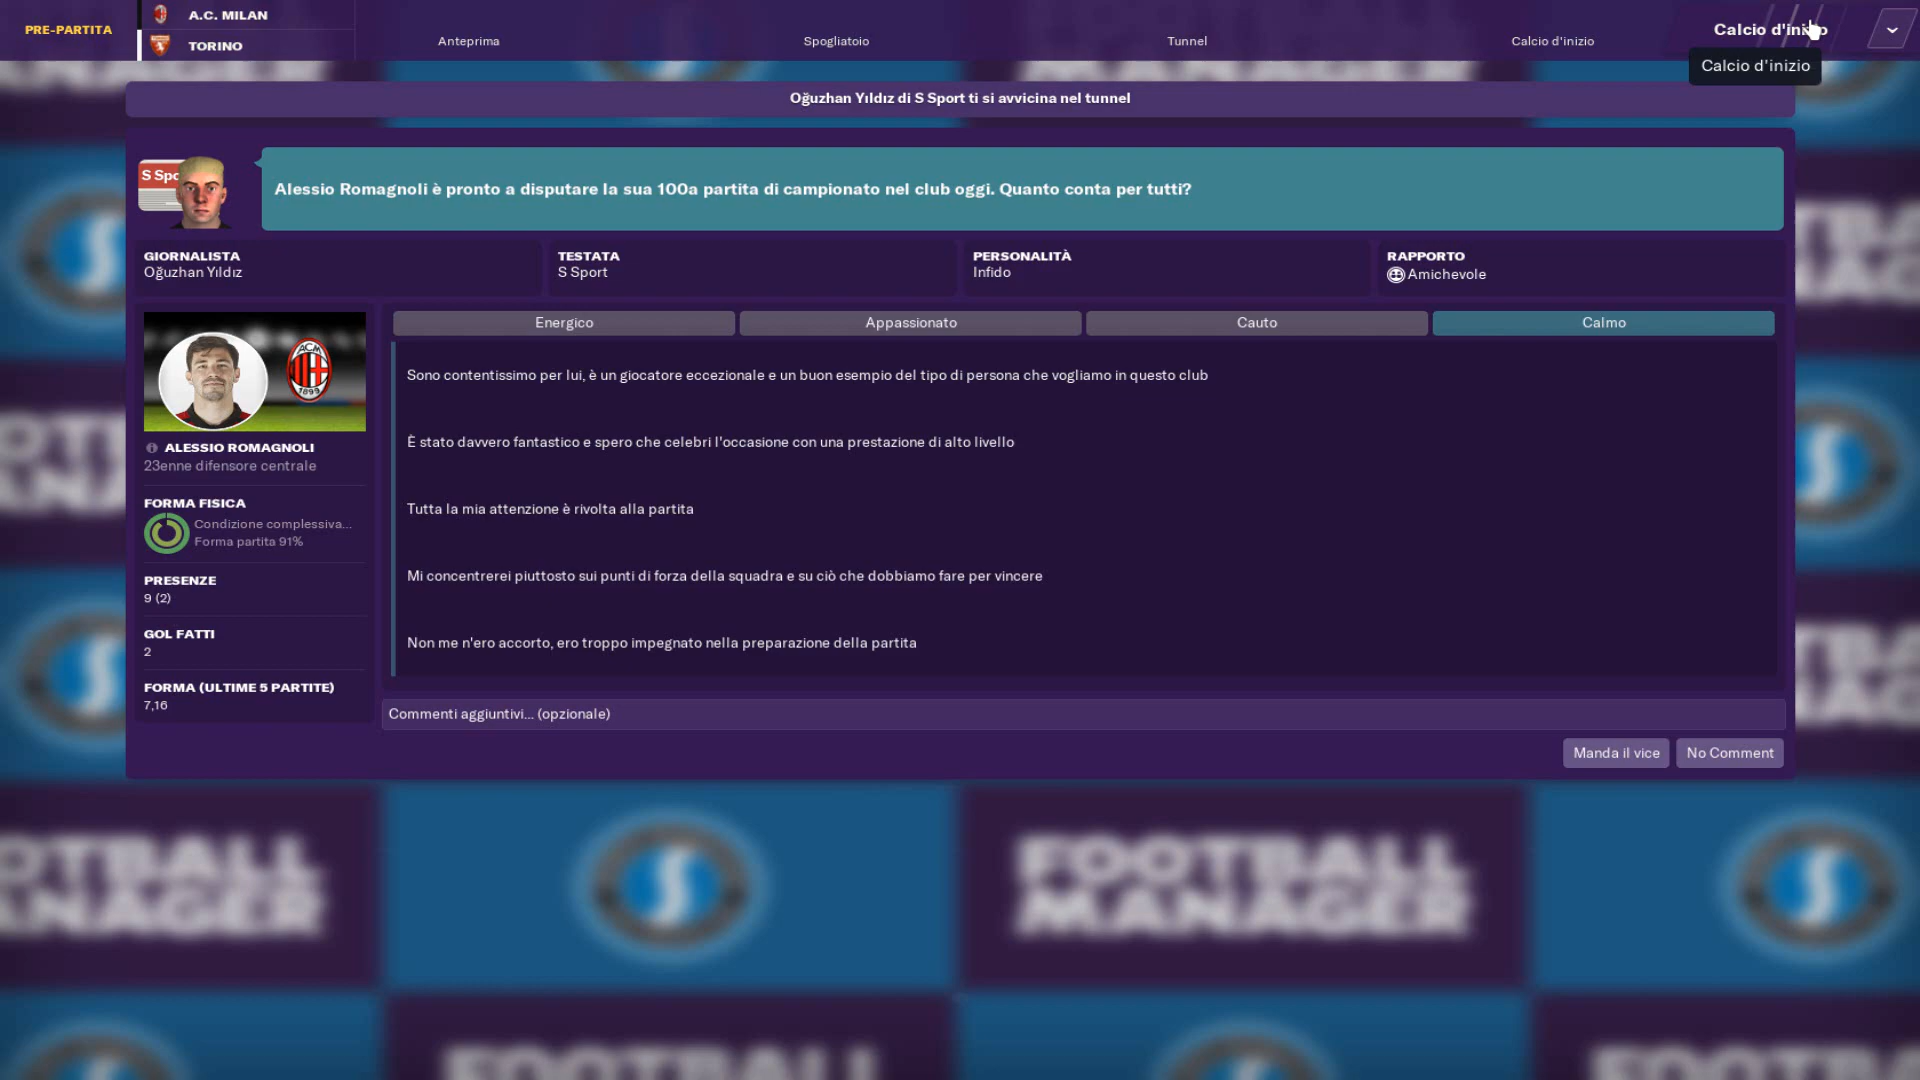 PRE-PARTITA
A.C. MILAN
TORINO
Anteprima
Spogliatoio
Tunnel
Calcio d'inizio
Calcio d'inizio
Calcio d'inizio
Oğuzhan Yıldız di S Sport ti si avvicina nel tunnel
S Spo
Alessio Romagnoli è pronto a disputare la sua 100a partita di campionato nel club oggi. Quanto conta per tutti?
GIORNALISTA
Oğuzhan Yıldız
TESTATA
S Sport
PERSONALITÀ
Infido
RAPPORTO
Amichevole
Energico
Appassionato
Cauto
Calmo
ACM
1899
ALESSIO ROMAGNOLI
23enne difensore centrale
FORMA FISICA
Condizione complessiva...
Forma partita 91%
PRESENZE
9 (2)
GOL FATTI
2
FORMA (ULTIME 5 PARTITE)
7,16
Sono contentissimo per lui, è un giocatore eccezionale e un buon esempio del tipo di persona che vogliamo in questo club
È stato davvero fantastico e spero che celebri l'occasione con una prestazione di alto livello
Tutta la mia attenzione è rivolta alla partita
Mi concentrerei piuttosto sui punti di forza della squadra e su ciò che dobbiamo fare per vincere
Non me n'ero accorto, ero troppo impegnato nella preparazione della partita
Commenti aggiuntivi... (opzionale)
Manda il vice
No Comment
FOOTBALL
MANAGER